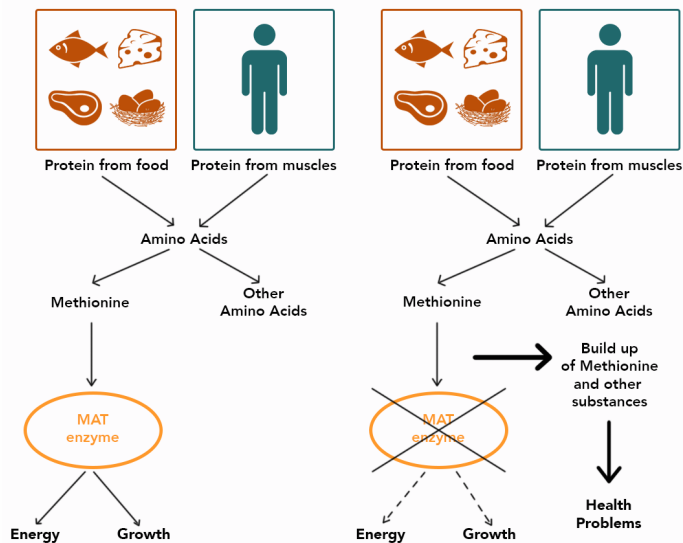 Protein from food
Protein from muscles
Amino Acids
Methionine
Other
Amino Acids
MAT
enzyme
Energy
Growth
Protein from food
Protein from muscles
Amino Acids
Methionine
Other
Amino Acids
Build up
of Methionine
and other
substances
MAT
enzyme
Energy
Growth
Health
Problems